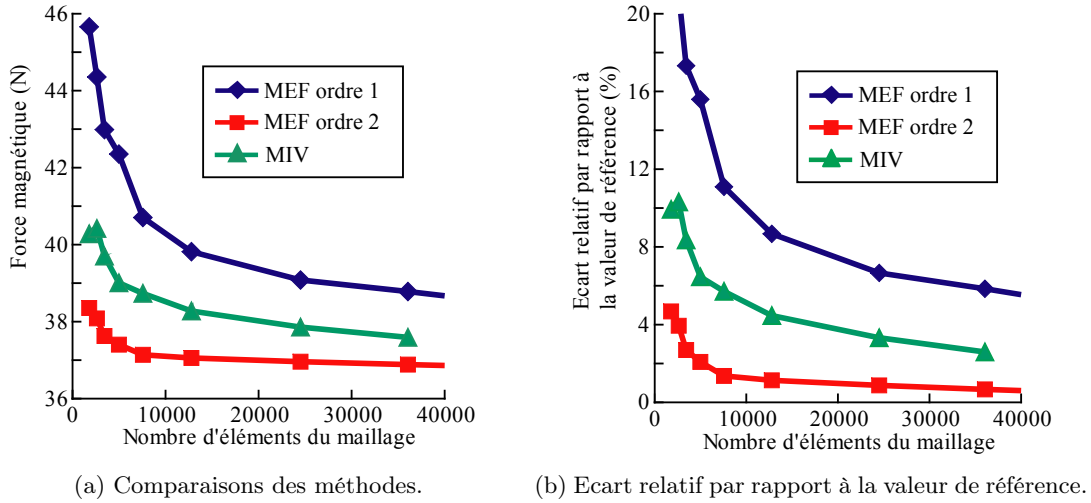 46
44
42
40
38
36
Force magnétique (N)
MEF ordre 1
MEF ordre 2
MIV
0
10000
20000
30000
40000
Nombre d'éléments du maillage
(a) Comparaisons des méthodes.
20
16
12
8
4
0
Ecart relatif par rapport à
la valeur de référence (%)
MEF ordre 1
MEF ordre 2
MIV
0
10000
20000
30000
40000
Nombre d'éléments du maillage
(b) Ecart relatif par rapport à la valeur de référence.